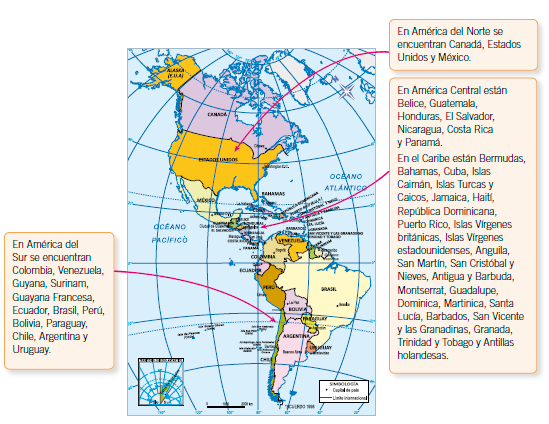 En América del Norte se
encuentran Canadá, Estados
Unidos y México.
En América Central están
Belice, Guatemala,
Honduras, El Salvador,
Nicaragua, Costa Rica
y Panamá.
En el Caribe están Bermudas,
Bahamas, Cuba, Islas
Caimán, Islas Turcas y
Caicos, Jamaica, Haití,
República Dominicana,
Puerto Rico, Islas Vírgenes
británicas, Islas Vírgenes
estadounidenses, Anguila,
San Martín, San Cristóbal y
Nieves, Antigua y Barbuda,
Montserrat, Guadalupe,
Dominica, Martinica, Santa
Lucía, Barbados, San Vicente
y las Granadinas, Granada,
Trinidad y Tobago y Antillas
holandesas.
En América del
Sur se encuentran
Colombia, Venezuela,
Guyana, Surinam,
Guayana Francesa,
Ecuador, Brasil, Perú,
Bolivia, Paraguay,
Chile, Argentina y
Uruguay.
ALASKA
(E.U.A)
CANADÁ
ESTADOS UNIDOS
MÉXICO
BAHAMAS
OCÉANO
ATLÁNTICO
OCÉANO
PACÍFICO
VENEZUELA
COLOMBIA
ECUADOR
PERÚ
BRASIL
BOLIVIA
PARAGUAY
ARGENTINA
Buenos Aires
URUGUAY
CHILE
SIMBOLOGÍA
Capital de país
Límite internacional